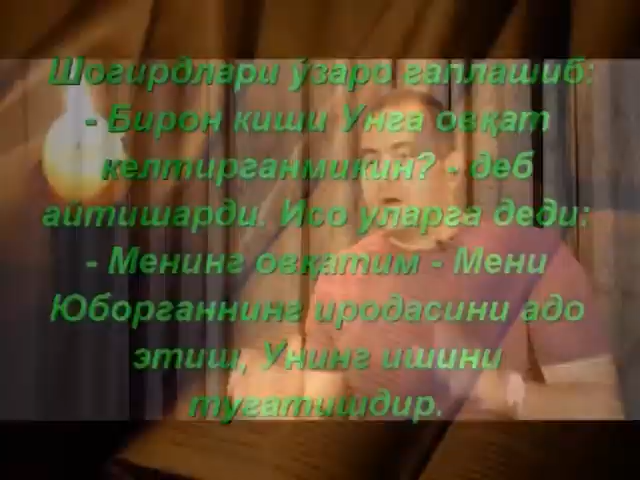 Шогирдлари ўзаро гаплашиб:
- Бирон киши Унга овқат
келтирганмикин? - деб
айтишарди. Исо уларга деди:
- Менинг овқатим - Мени
Юборганнинг иродасини адо
этиш, Унинг ишини
тугатишдир.